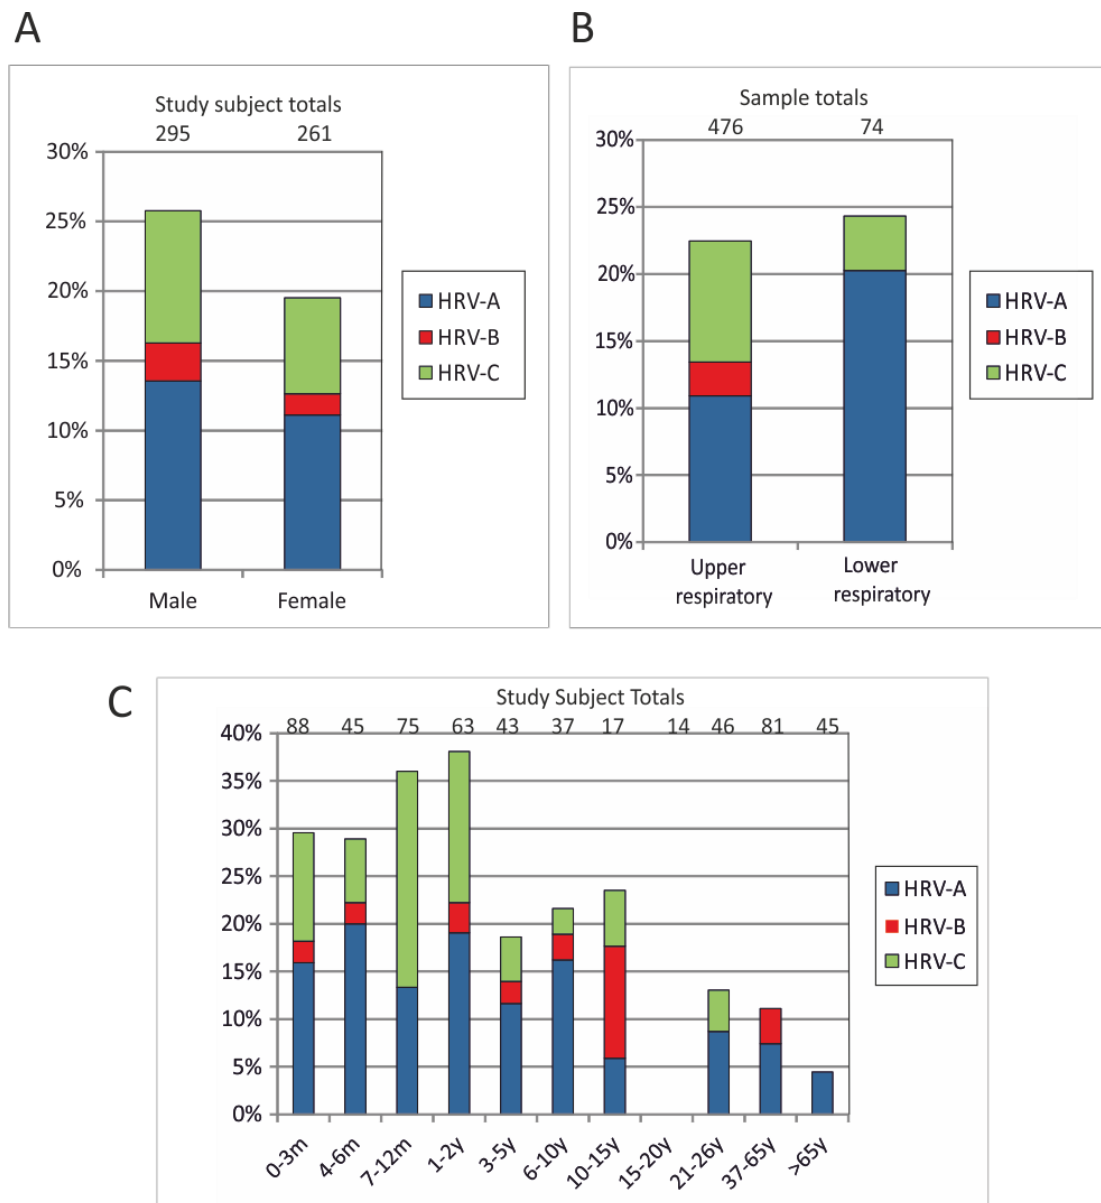 A
Study subject totals
295 261
30%
25%
20%
15%
10%
5%
0%
Male Female
HRV-A
HRV-B
HRV-C
B
Sample totals
476 74
30%
25%
20%
15%
10%
5%
0%
Upper respiratory
Lower respiratory
HRV-A
HRV-B
HRV-C
C
Study Subject Totals
88 45 75 63 43 37 17 14 46 81 45
40%
35%
30%
25%
20%
15%
10%
5%
0%
0-3m 4-6m 7-12m 1-2y 3-5y 6-10y 10-15y 15-20y 21-26y 37-65y >65y
HRV-A
HRV-B
HRV-C